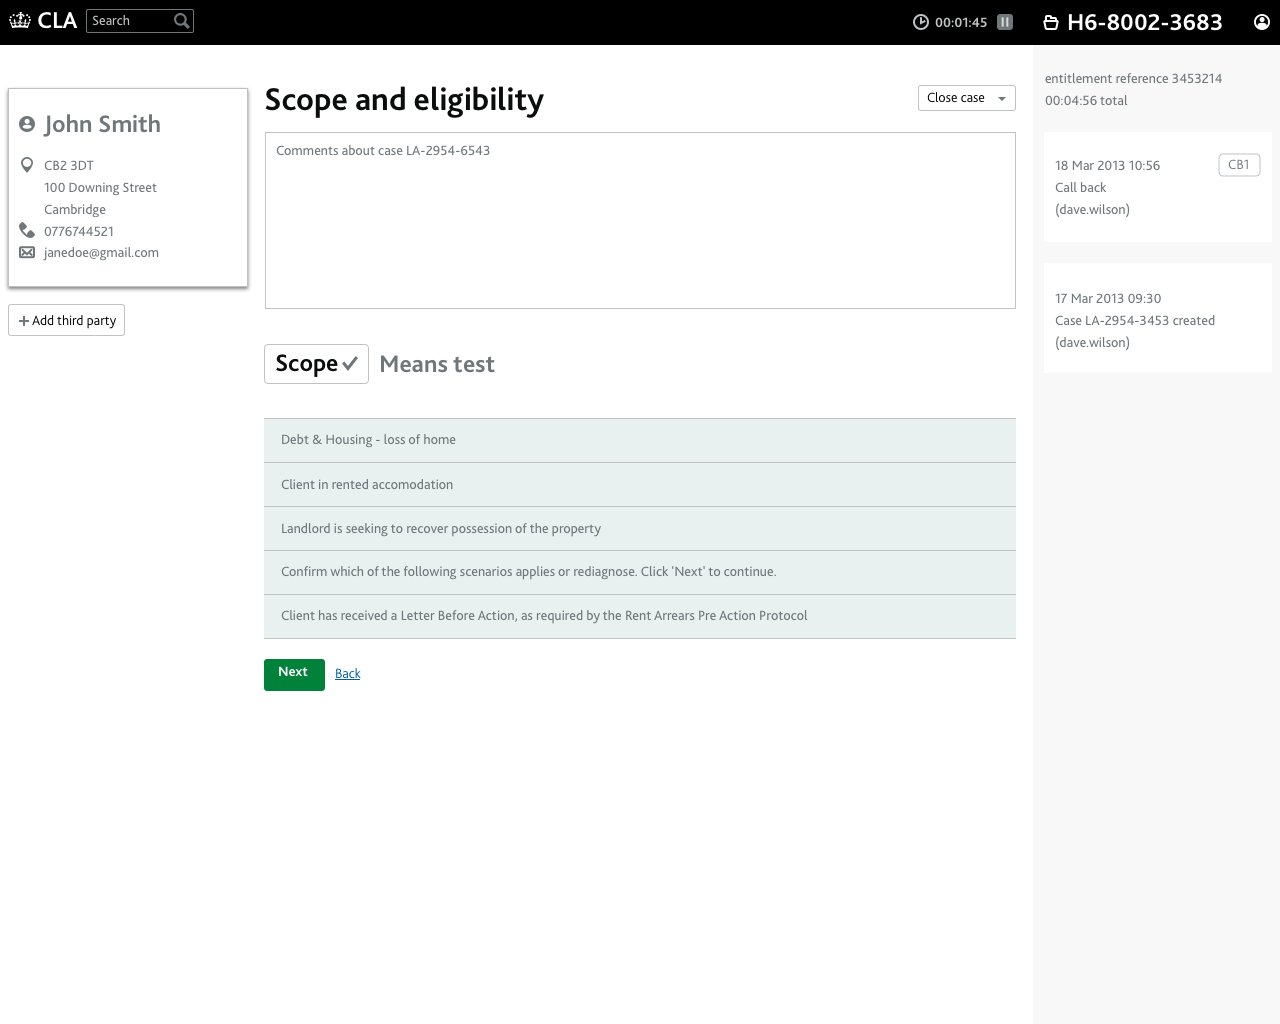 CLA
Search
00:01:45
H6-8002-3683
John Smith
CB2 3DT
100 Downing Street
Cambridge
0776744521
janedoe@gmail.com
Add third party
Scope and eligibility
Close case
Comments about case LA-2954-6543
Scope
Means test
Debt & Housing - loss of home
Client in rented accomodation
Landlord is seeking to recover possession of the property
Confirm which of the following scenarios applies or rediagnose. Click 'Next' to continue.
Client has received a Letter Before Action, as required by the Rent Arrears Pre Action Protocol
Next
Back
entitlement reference 3453214
00:04:56 total
18 Mar 2013 10:56
CB1
Call back
(dave.wilson)
17 Mar 2013 09:30
Case LA-2954-3453 created
(dave.wilson)